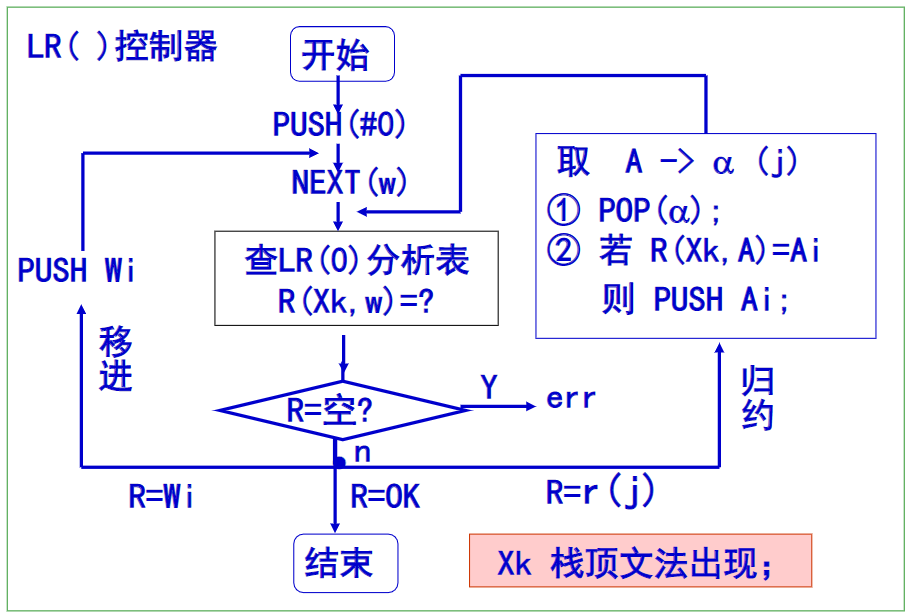 LR( )控制器
开始
PUSH(#0)
NEXT(w)
取 A -> α (j)
① POP(α);
② 若 R(Xk,A)=Ai
则 PUSH Ai;
查LR(0)分析表
R(Xk,w)=?
PUSH Wi
移进
R=空?
Y
err
归约
n
R=Wi
R=OK
R=r(j)
结束
Xk 栈顶文法出现;